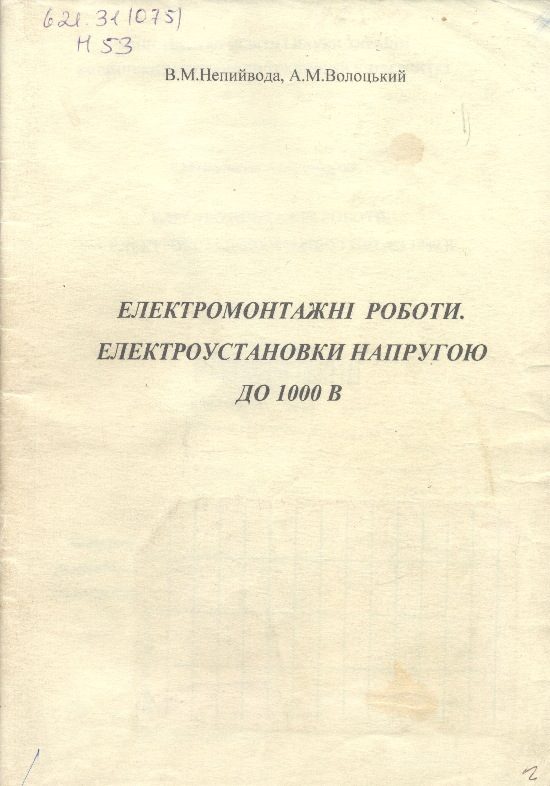 621.31(075)
Н 53
В.М.Непийвода, А.М.Волоцький
ЕЛЕКТРОМОНТАЖНІ РОБОТИ.
ЕЛЕКТРОУСТАНОВКИ НАПРУГОЮ
ДО 1000 В